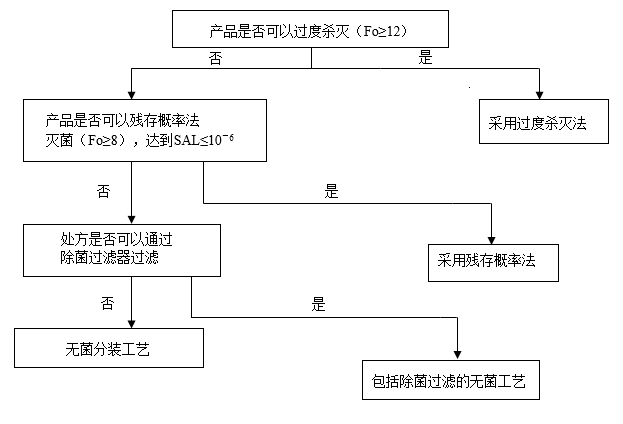 产品是否可以过度杀灭（Fo≥12）
否
是
产品是否可以残存概率法
灭菌（Fo≥8），达到SAL≤10⁻⁶
采用过度杀灭法
否
是
处方是否可以通过
除菌过滤器过滤
采用残存概率法
否
是
无菌分装工艺
包括除菌过滤的无菌工艺